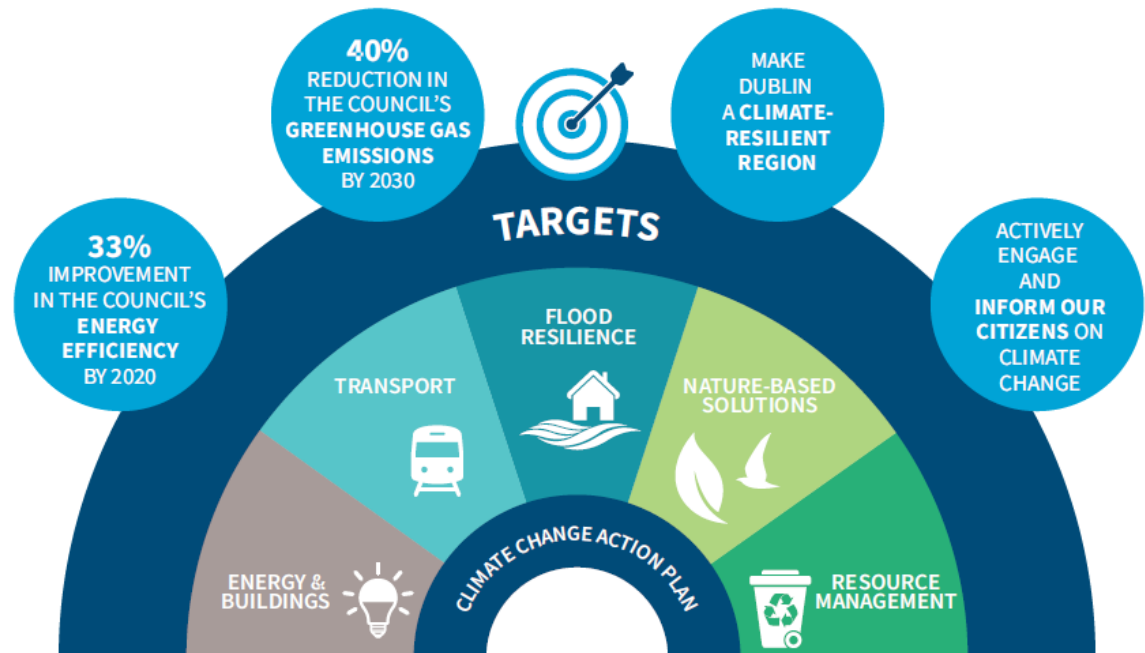 40%
REDUCTION IN
THE COUNCIL'S
GREENHOUSE GAS
EMISSIONS
BY 2030
MAKE
DUBLIN
A CLIMATE-
RESILIENT
REGION
33%
IMPROVEMENT
IN THE COUNCIL'S
ENERGY
EFFICIENCY
BY 2020
TARGETS
ACTIVELY
ENGAGE
AND
INFORM OUR
CITIZENS ON
CLIMATE
CHANGE
ENERGY &
BUILDINGS
TRANSPORT
FLOOD
RESILIENCE
NATURE-BASED
SOLUTIONS
RESOURCE
MANAGEMENT
CLIMATE CHANGE ACTION PLAN